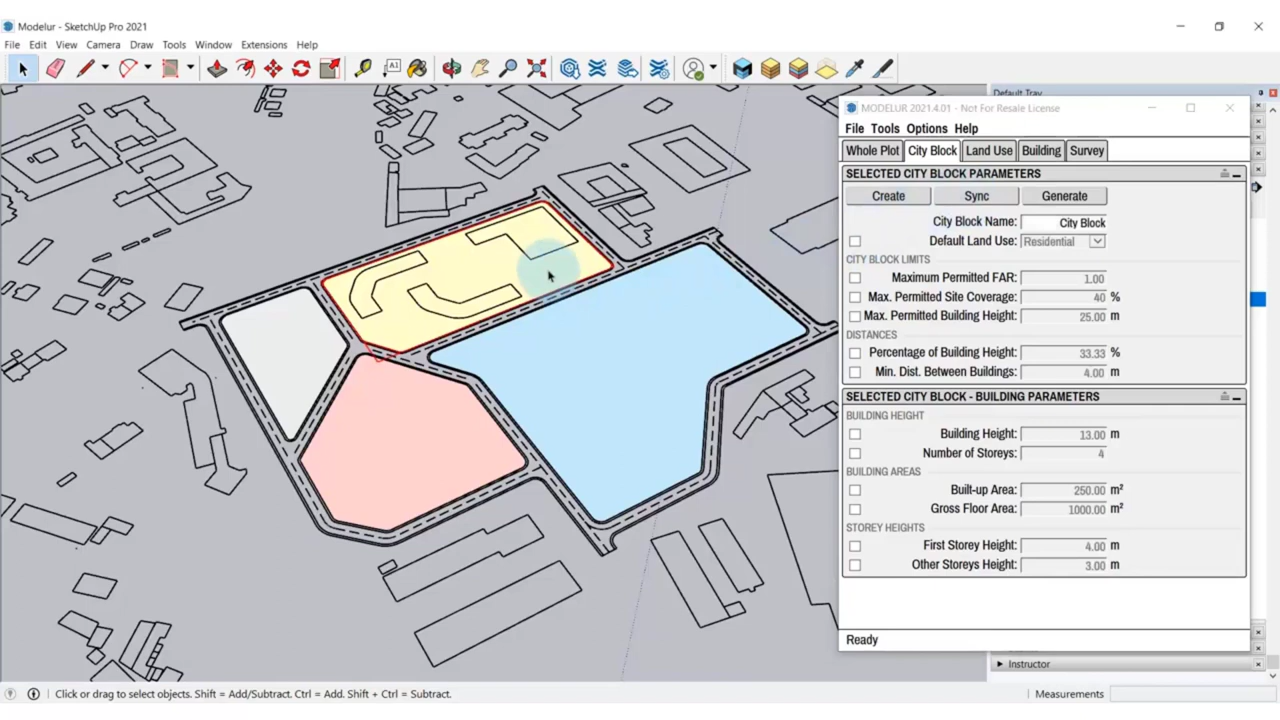 Modelur - SketchUp Pro 2021
File Edit View Camera Draw Tools Window Extensions Help
A1
Default Tray
MODELUR 2021.4.01 - Not For Resale License
File Tools Options Help
Whole Plot City Block Land Use Building Survey
SELECTED CITY BLOCK PARAMETERS
Create Sync Generate
City Block Name: City Block
Default Land Use: Residential
CITY BLOCK LIMITS
Maximum Permitted FAR: 1.00
Max. Permitted Site Coverage: 40 %
Max. Permitted Building Height: 25.00 m
DISTANCES
Percentage of Building Height: 33.33 %
Min. Dist. Between Buildings: 4.00 m
SELECTED CITY BLOCK - BUILDING PARAMETERS
BUILDING HEIGHT
Building Height: 13.00 m
Number of Storeys: 4
BUILDING AREAS
Built-up Area: 250.00 m²
Gross Floor Area: 1000.00 m²
STOREY HEIGHTS
First Storey Height: 4.00 m
Other Storeys Height: 3.00 m
Ready
Instructor
Click or drag to select objects. Shift = Add/Subtract. Ctrl = Add. Shift + Ctrl = Subtract.
Measurements